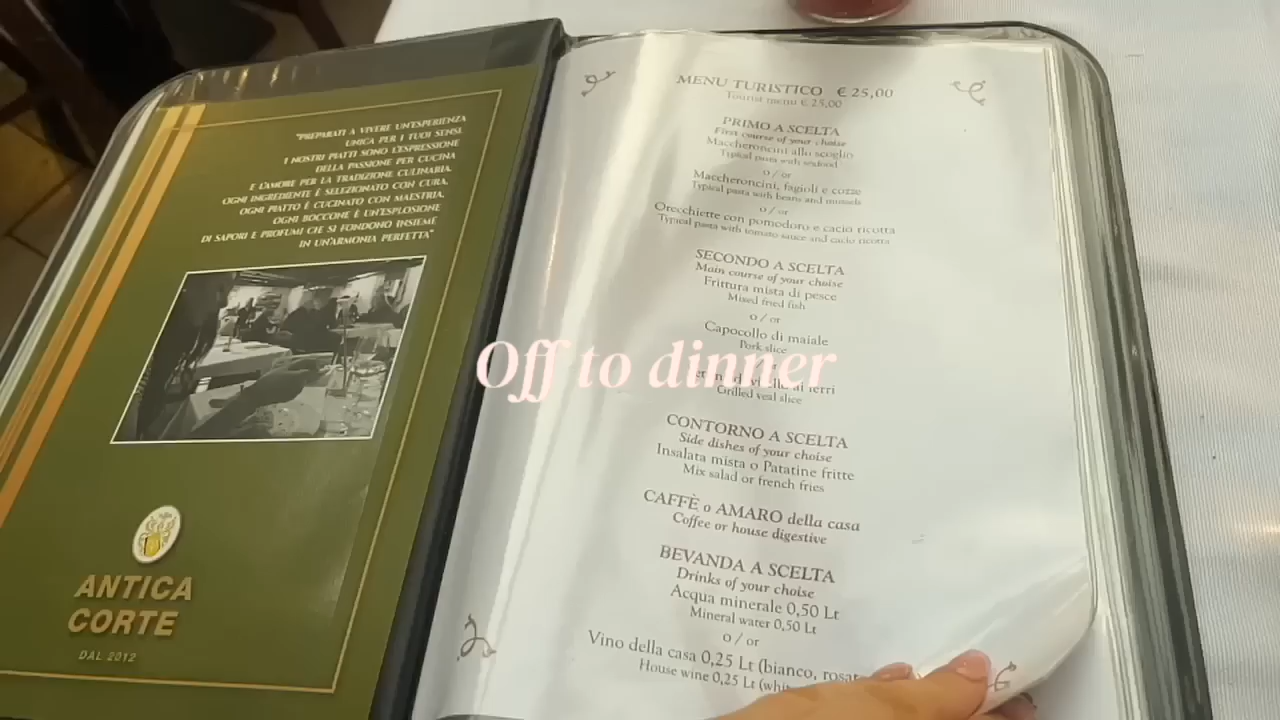 "PREPARATI A VIVERE UN'ESPERIENZA
UNICA PER I TUOI SENSI.
I NOSTRI PIATTI SONO L'ESPRESSIONE
DELLA PASSIONE PER CUCINA
E L'AMORE PER LA TRADIZIONE CULINARIA.
OGNI INGREDIENTE È SELEZIONATO CON CURA,
OGNI PIATTO È CUCINATO CON MAESTRIA,
OGNI BOCCONE È UN'ESPLOSIONE
DI SAPORI E PROFUMI CHE SI FONDONO INSIEME
IN UN'ARMONIA PERFETTA"
ANTICA
CORTE
DAL 2012
MENU TURISTICO € 25,00
Tourist menu € 25,00
PRIMO A SCELTA
First course of your choise
Maccheroncini allo scoglio
Typical pasta with seafood
o / or
Maccheroncini, fagioli e cozze
Typical pasta with beans and mussels
o / or
Orecchiette con pomodoro e cacio ricotta
Typical pasta with tomato sauce and cacio ricotta
SECONDO A SCELTA
Main course of your choise
Frittura mista di pesce
Mixed fried fish
o / or
Capocollo di maiale
Pork slice
Off to dinner
ai ferri
Grilled veal slice
CONTORNO A SCELTA
Side dishes of your choise
Insalata mista o Patatine fritte
Mix salad or french fries
CAFFÈ o AMARO della casa
Coffee or house digestive
BEVANDA A SCELTA
Drinks of your choise
Acqua minerale 0,50 Lt
Mineral water 0,50 Lt
o / or
Vino della casa 0,25 Lt (bianco,
House wine 0,25 Lt